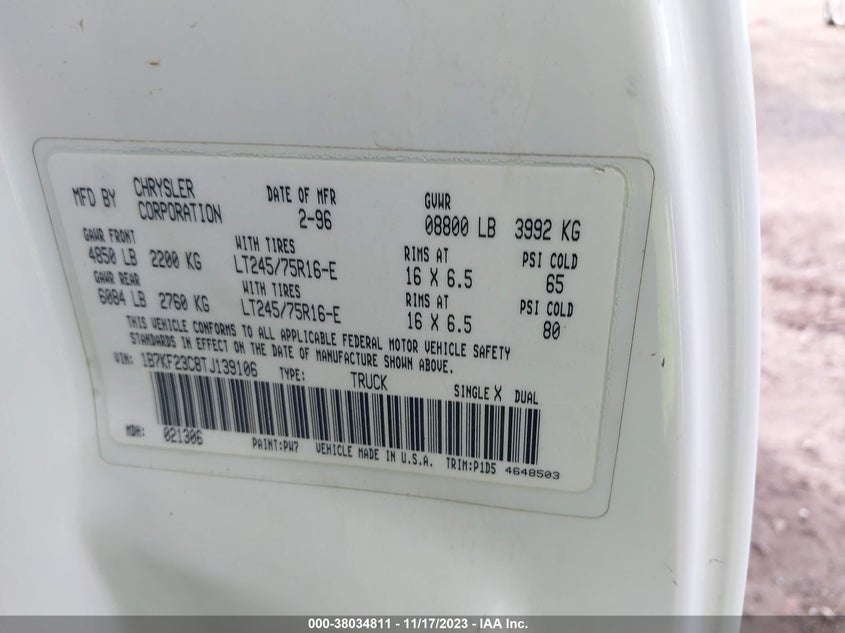 MFD BY CHRYSLER CORPORATION DATE OF MFR 2-96 GVWR 08800 LB 3992 KG
GAWR FRONT WITH TIRES RIMS AT PSI COLD
4850 LB 2200 KG LT245/75R16-E 16 X 6.5 65
GAWR REAR WITH TIRES RIMS AT PSI COLD
6084 LB 2760 KG LT245/75R16-E 16 X 6.5 80
THIS VEHICLE CONFORMS TO ALL APPLICABLE FEDERAL MOTOR VEHICLE SAFETY
STANDARDS IN EFFECT ON THE DATE OF MANUFACTURE SHOWN ABOVE.
VIN: 1B7KF23C8TJ139106 TYPE: TRUCK SINGLE X DUAL
MDH: 021306 PAINT:PW7 VEHICLE MADE IN U.S.A. TRIM:P1D5 4648503
000-38034811 - 11/17/2023 - IAA Inc.